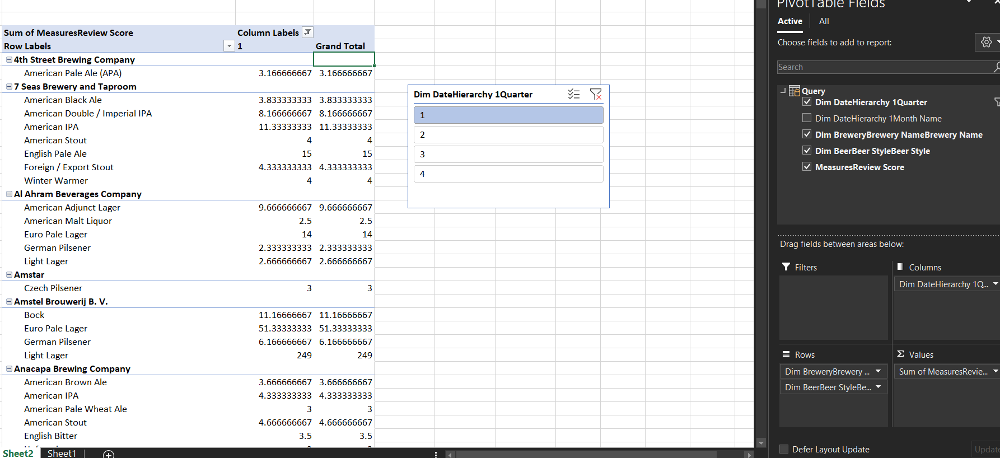 Sum of MeasuresReview Score Column Labels
Row Labels 1 Grand Total
4th Street Brewing Company
American Pale Ale (APA) 3.166666667 3.166666667
7 Seas Brewery and Taproom
American Black Ale 3.833333333 3.833333333
American Double / Imperial IPA 8.166666667 8.166666667
American IPA 11.33333333 11.33333333
American Stout 4 4
English Pale Ale 15 15
Foreign / Export Stout 4.333333333 4.333333333
Winter Warmer 4 4
Al Ahram Beverages Company
American Adjunct Lager 9.666666667 9.666666667
American Malt Liquor 2.5 2.5
Euro Pale Lager 14 14
German Pilsener 2.333333333 2.333333333
Light Lager 2.666666667 2.666666667
Amstar
Czech Pilsener 3 3
Amstel Brouwerij B. V.
Bock 11.16666667 11.16666667
Euro Pale Lager 51.33333333 51.33333333
German Pilsener 6.166666667 6.166666667
Light Lager 249 249
Anacapa Brewing Company
American Brown Ale 3.666666667 3.666666667
American IPA 4.333333333 4.333333333
American Pale Wheat Ale 3 3
American Stout 4.666666667 4.666666667
English Bitter 3.5 3.5
Sheet2 Sheet1
Dim DateHierarchy 1Quarter
1
2
3
4
PivotTable Fields
Active All
Choose fields to add to report:
Search
Query
Dim DateHierarchy 1Quarter
Dim DateHierarchy 1Month Name
Dim BreweryBrewery NameBrewery Name
Dim BeerBeer StyleBeer Style
MeasuresReview Score
Drag fields between areas below:
Filters
Columns
Dim DateHierarchy 1Q...
Rows
Dim BreweryBrewery ...
Dim BeerBeer StyleBe...
Σ Values
Sum of MeasuresRevie...
Defer Layout Update
Update